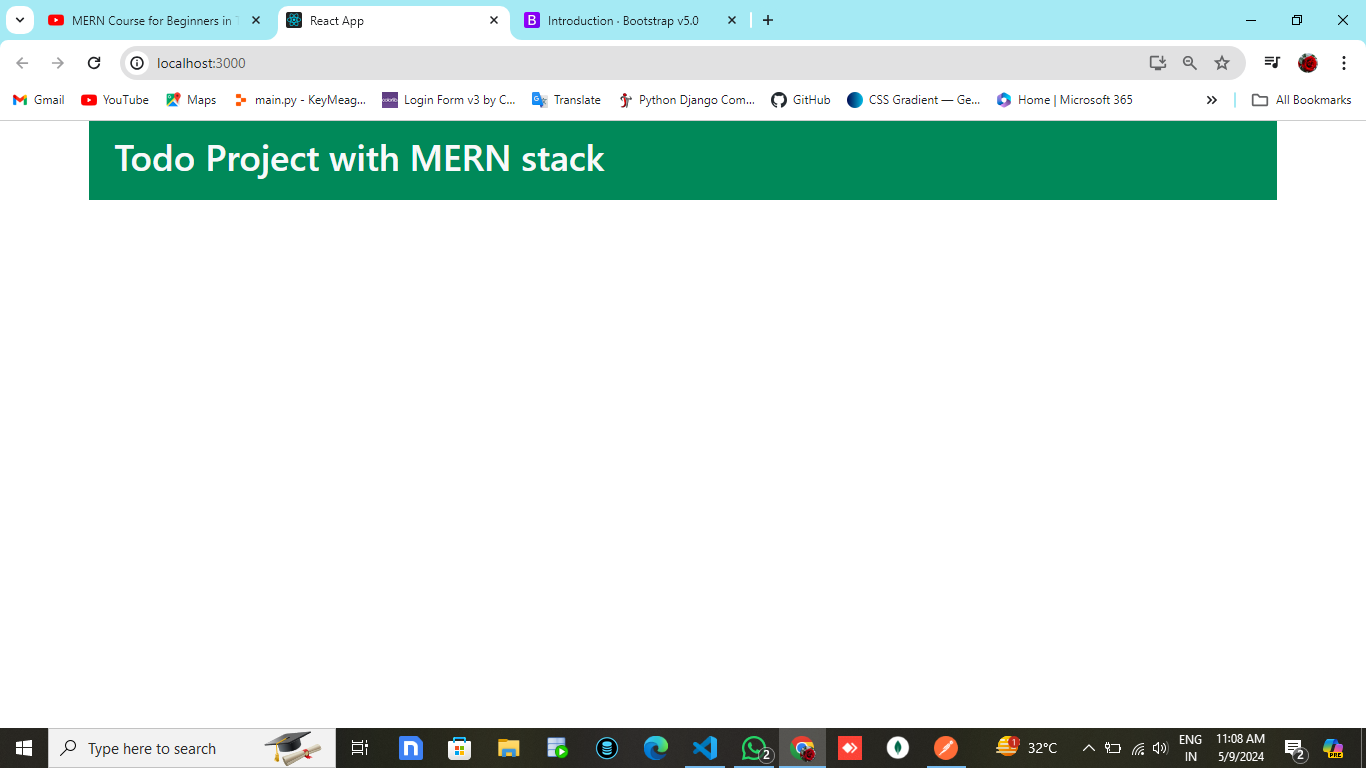 MERN Course for Beginners in
React App
Introduction · Bootstrap v5.0
localhost:3000
Gmail
YouTube
Maps
main.py - KeyMeag...
Login Form v3 by C...
Translate
Python Django Com...
GitHub
CSS Gradient — Ge...
Home | Microsoft 365
All Bookmarks
Todo Project with MERN stack
Type here to search
2
1
32°C
ENG
IN
11:08 AM
5/9/2024
2
PRE